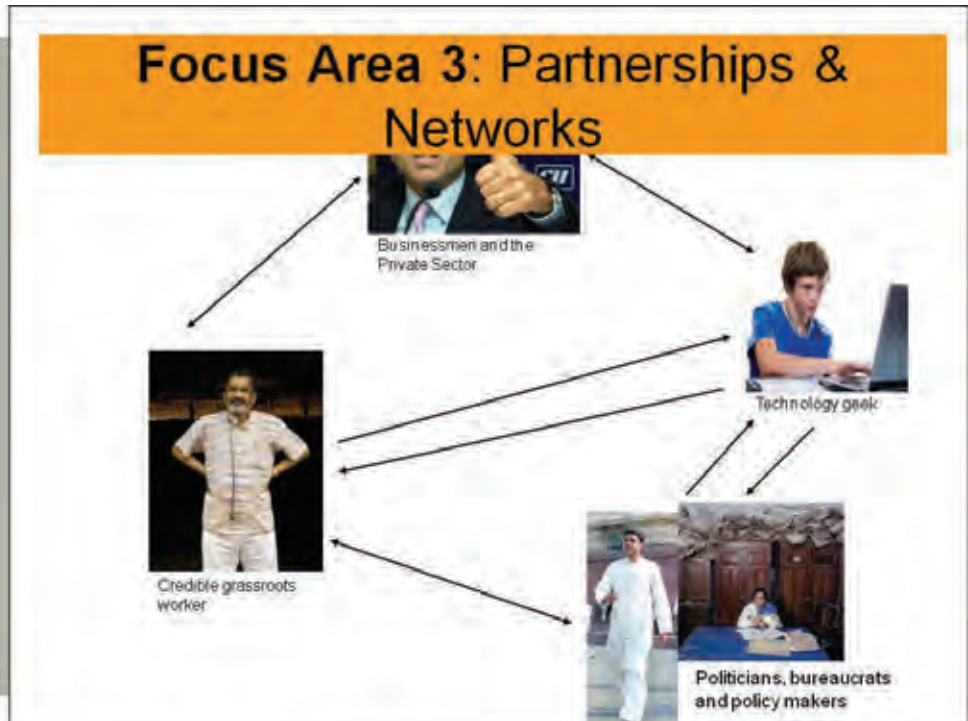 Focus Area 3: Partnerships &
Networks
CII
Businessmen and the
Private Sector
Technology geek
Credible grassroots
worker
Politicians, bureaucrats
and policy makers